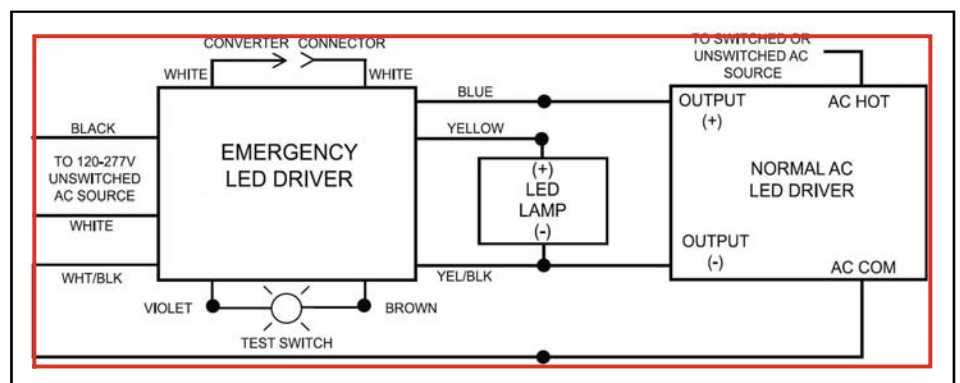 CONVERTER CONNECTOR
WHITE
WHITE
TO SWITCHED OR
UNSWITCHED AC
SOURCE
BLACK
TO 120-277V
UNSWITCHED
AC SOURCE
WHITE
WHT/BLK
EMERGENCY
LED DRIVER
BLUE
YELLOW
YEL/BLK
(+)
LED
LAMP
(-)
OUTPUT
(+)
AC HOT
NORMAL AC
LED DRIVER
OUTPUT
(-)
AC COM
VIOLET
BROWN
TEST SWITCH